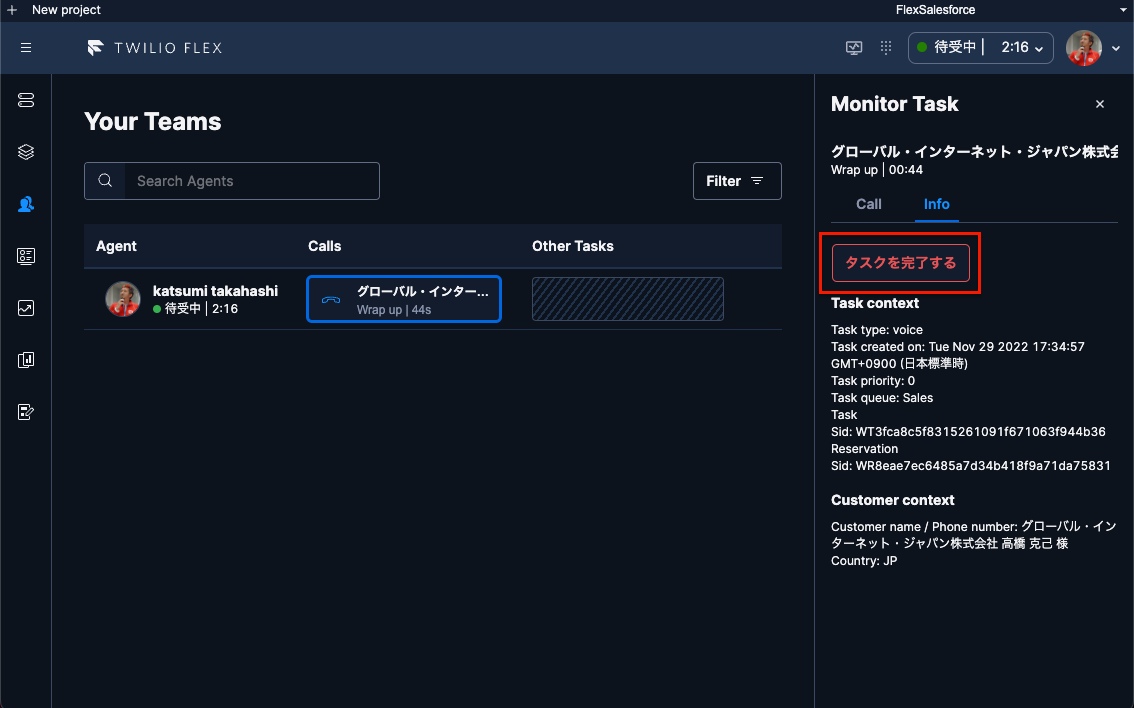 New project
FlexSalesforce
TWILIO FLEX
待受中 | 2:16
Your Teams
Search Agents
Filter
Agent
Calls
Other Tasks
katsumi takahashi
待受中 | 2:16
グローバル・インター...
Wrap up | 44s
Monitor Task
グローバル・インターネット・ジャパン株式会
Wrap up | 00:44
Call
Info
タスクを完了する
Task context
Task type: voice
Task created on: Tue Nov 29 2022 17:34:57
GMT+0900 (日本標準時)
Task priority: 0
Task queue: Sales
Task
Sid: WT3fca8c5f8315261091f671063f944b36
Reservation
Sid: WR8eae7ec6485a7d34b418f9a71da75831
Customer context
Customer name / Phone number: グローバル・イン
ターネット・ジャパン株式会社 高橋 克己 様
Country: JP